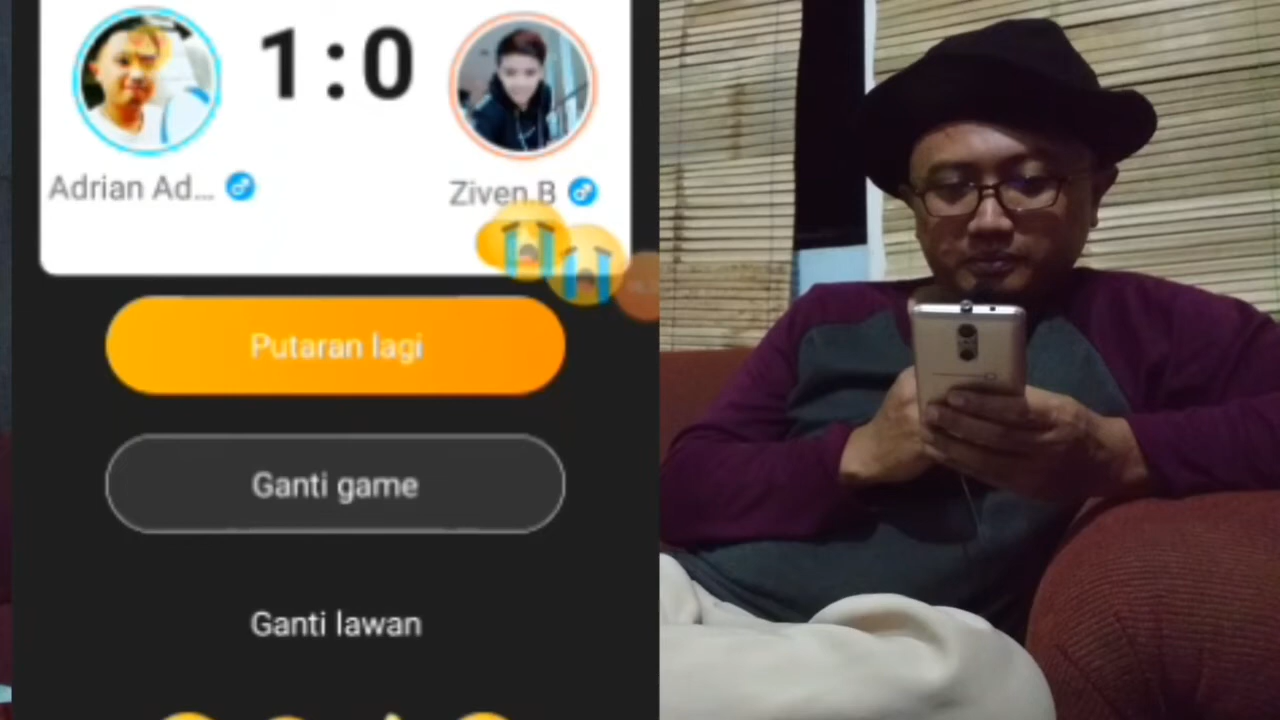 1:0
Adrian Ad...
Ziven.B
Putaran lagi
Ganti game
Ganti lawan